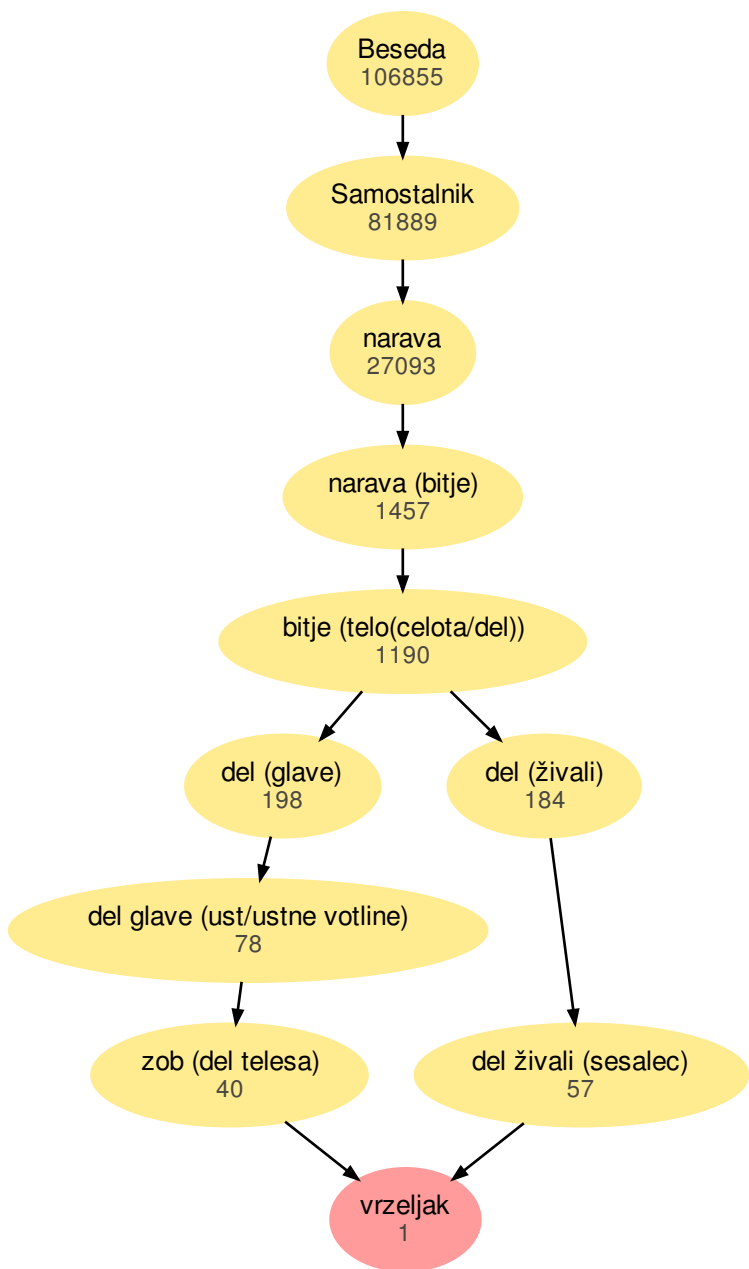 Beseda
106855
Samostalnik
81889
narava
27093
narava (bitje)
1457
bitje (telo(celota/del))
1190
del (glave)
198
del (živali)
184
del glave (ust/ustne votline)
78
zob (del telesa)
40
del živali (sesalec)
57
vrzeljak
1